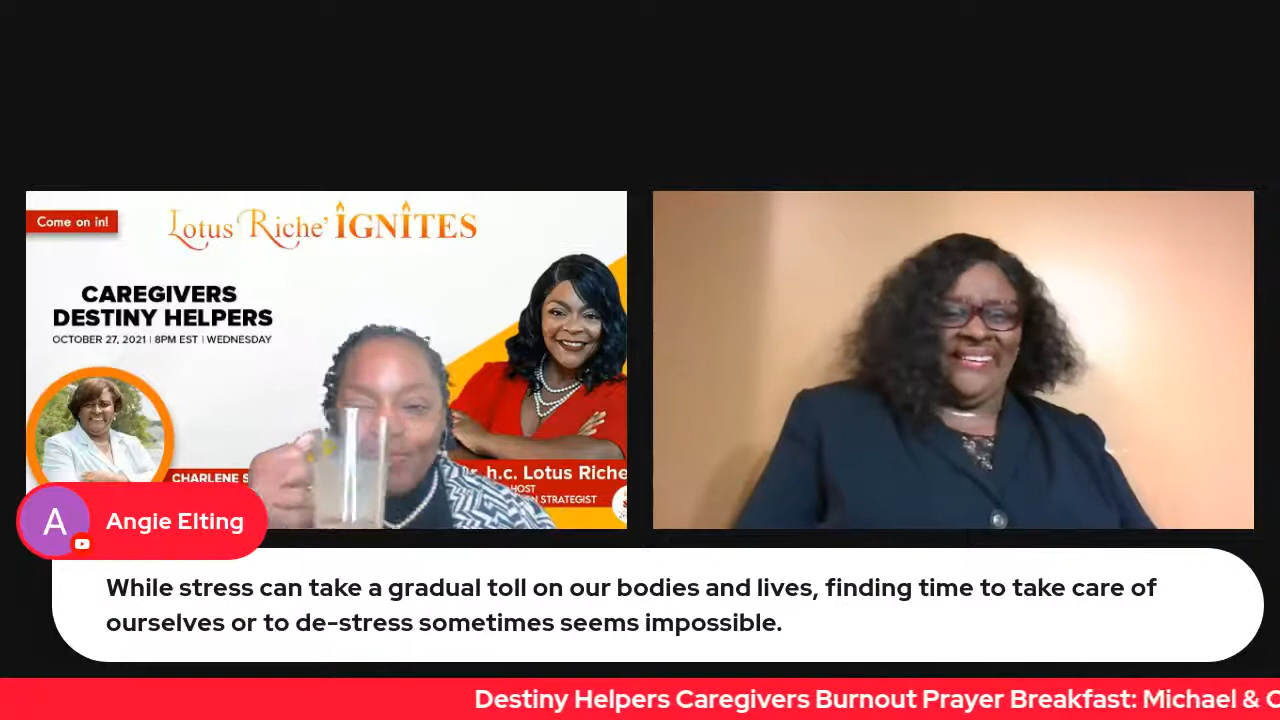 Come on in!
Lotus Riche' IGNITES
CAREGIVERS
DESTINY HELPERS
OCTOBER 27, 2021 | 8PM EST | WEDNESDAY
CHARLENE
.h.c. Lotus Riche
HOST
STRATEGIST
A
Angie Elting
While stress can take a gradual toll on our bodies and lives, finding time to take care of
ourselves or to de-stress sometimes seems impossible.
Destiny Helpers Caregivers Burnout Prayer Breakfast: Michael &